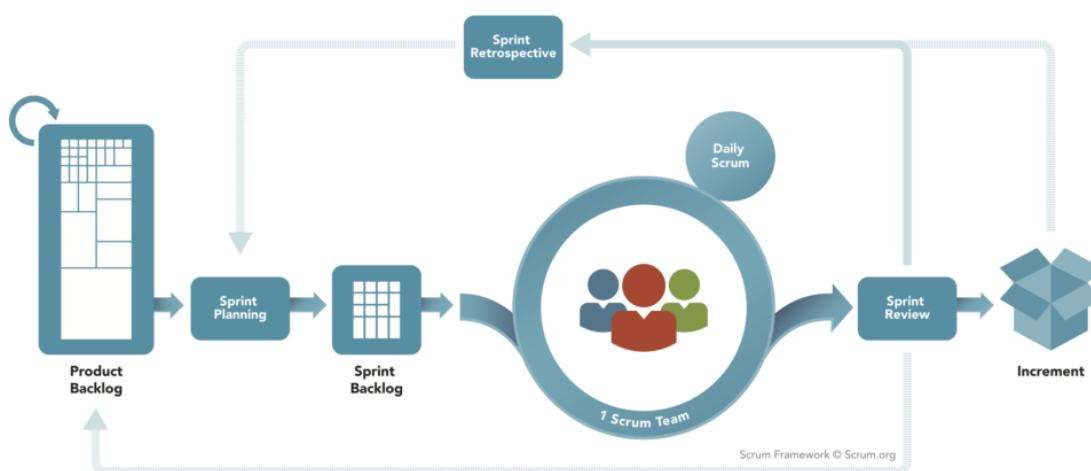 Sprint
Retrospective
Daily
Scrum
Sprint
Planning
Sprint
Review
Product
Backlog
Sprint
Backlog
Increment
1 Scrum Team
Scrum Framework © Scrum.org